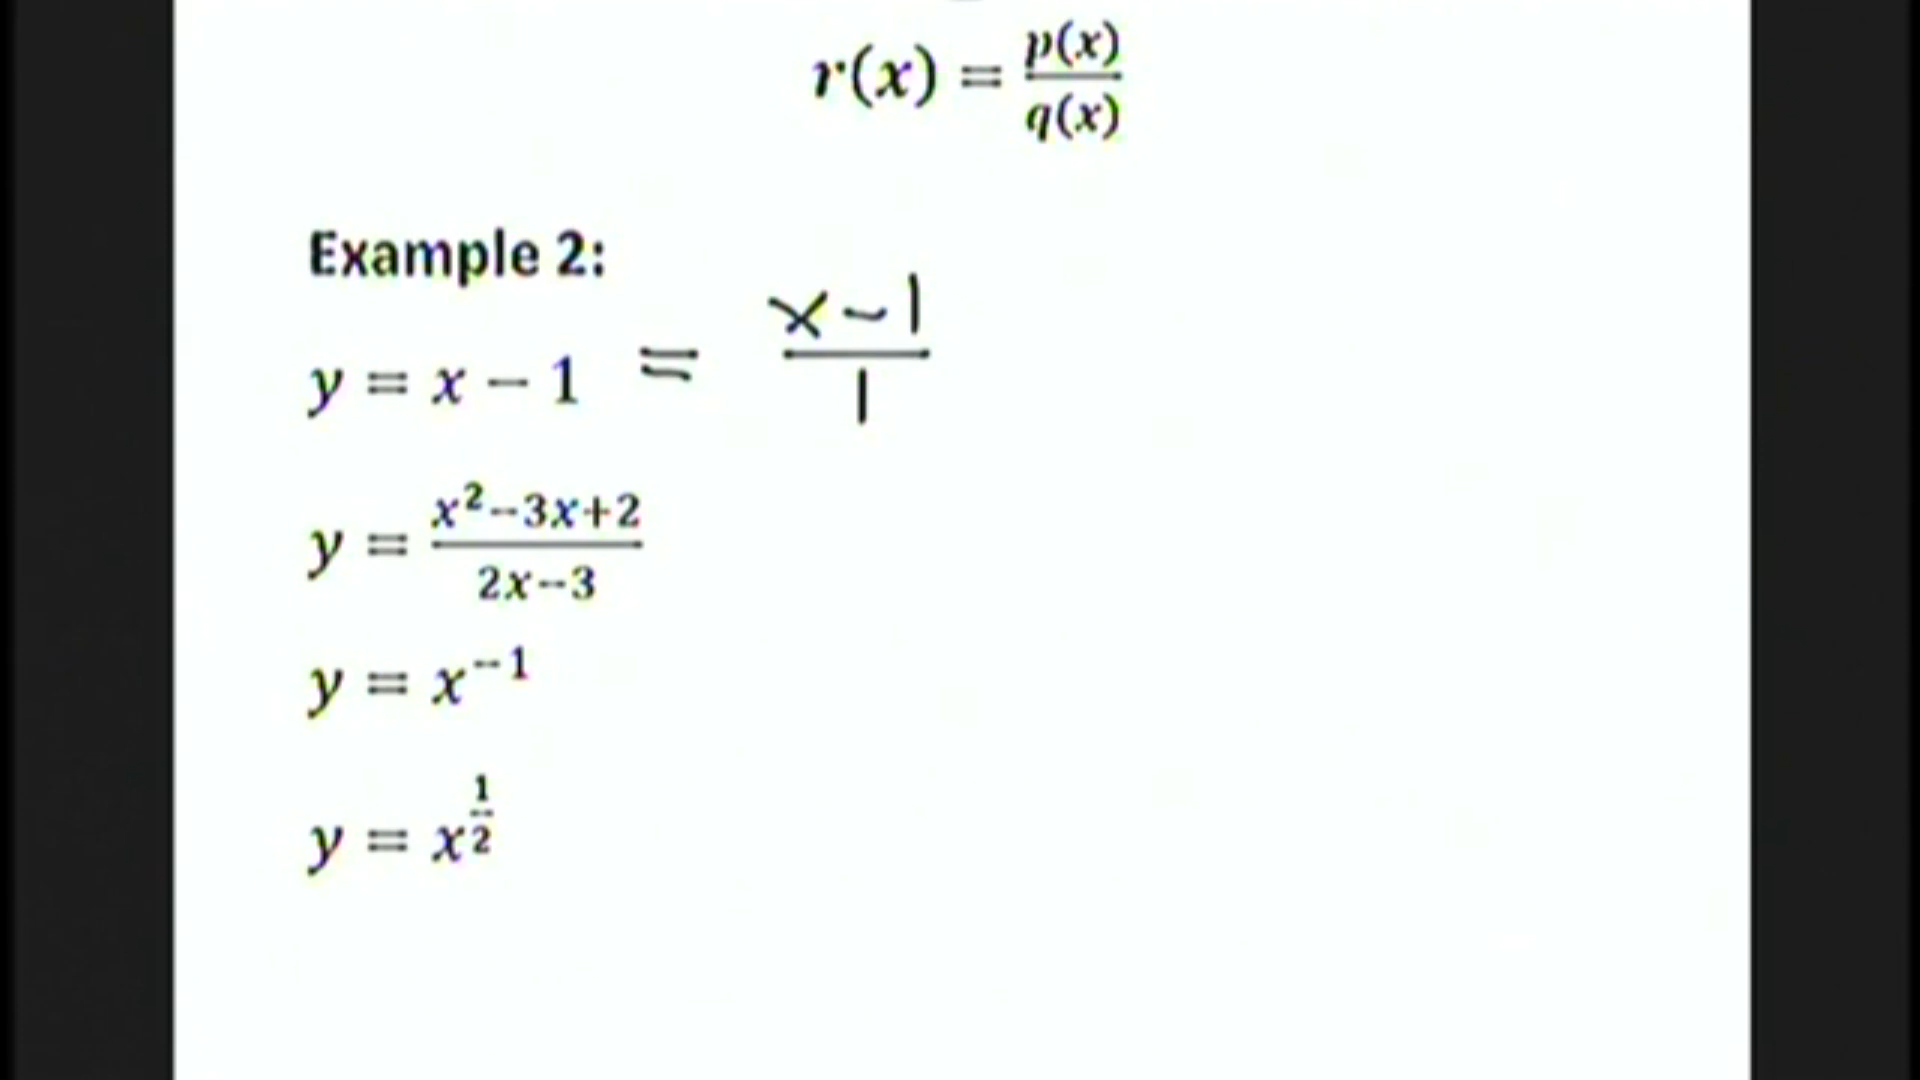 r(x) = p(x)/q(x)
Example 2:
y = x − 1 = x−1/1
y = x²−3x+2/2x−3
y = x⁻¹
y = x^1/2